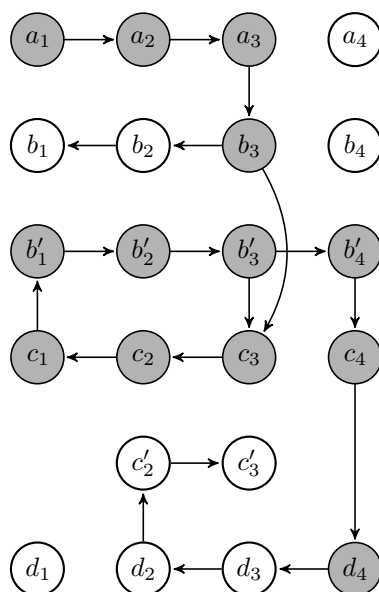 a₁ a₂ a₃ a₄
b₁ b₂ b₃ b₄
b′₁ b′₂ b′₃ b′₄
c₁ c₂ c₃ c₄
c′₂ c′₃
d₁ d₂ d₃ d₄